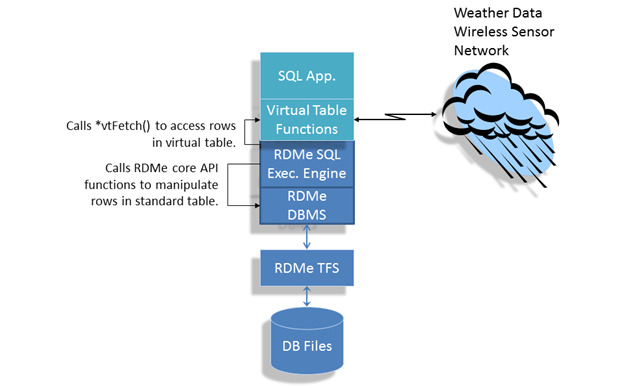 Weather Data
Wireless Sensor
Network
SQL App.
Virtual Table
Functions
Calls *vtFetch() to access rows
in virtual table.
RDMe SQL
Exec. Engine
Calls RDMe core API
functions to manipulate
rows in standard table.
RDMe
DBMS
RDMe TFS
DB Files